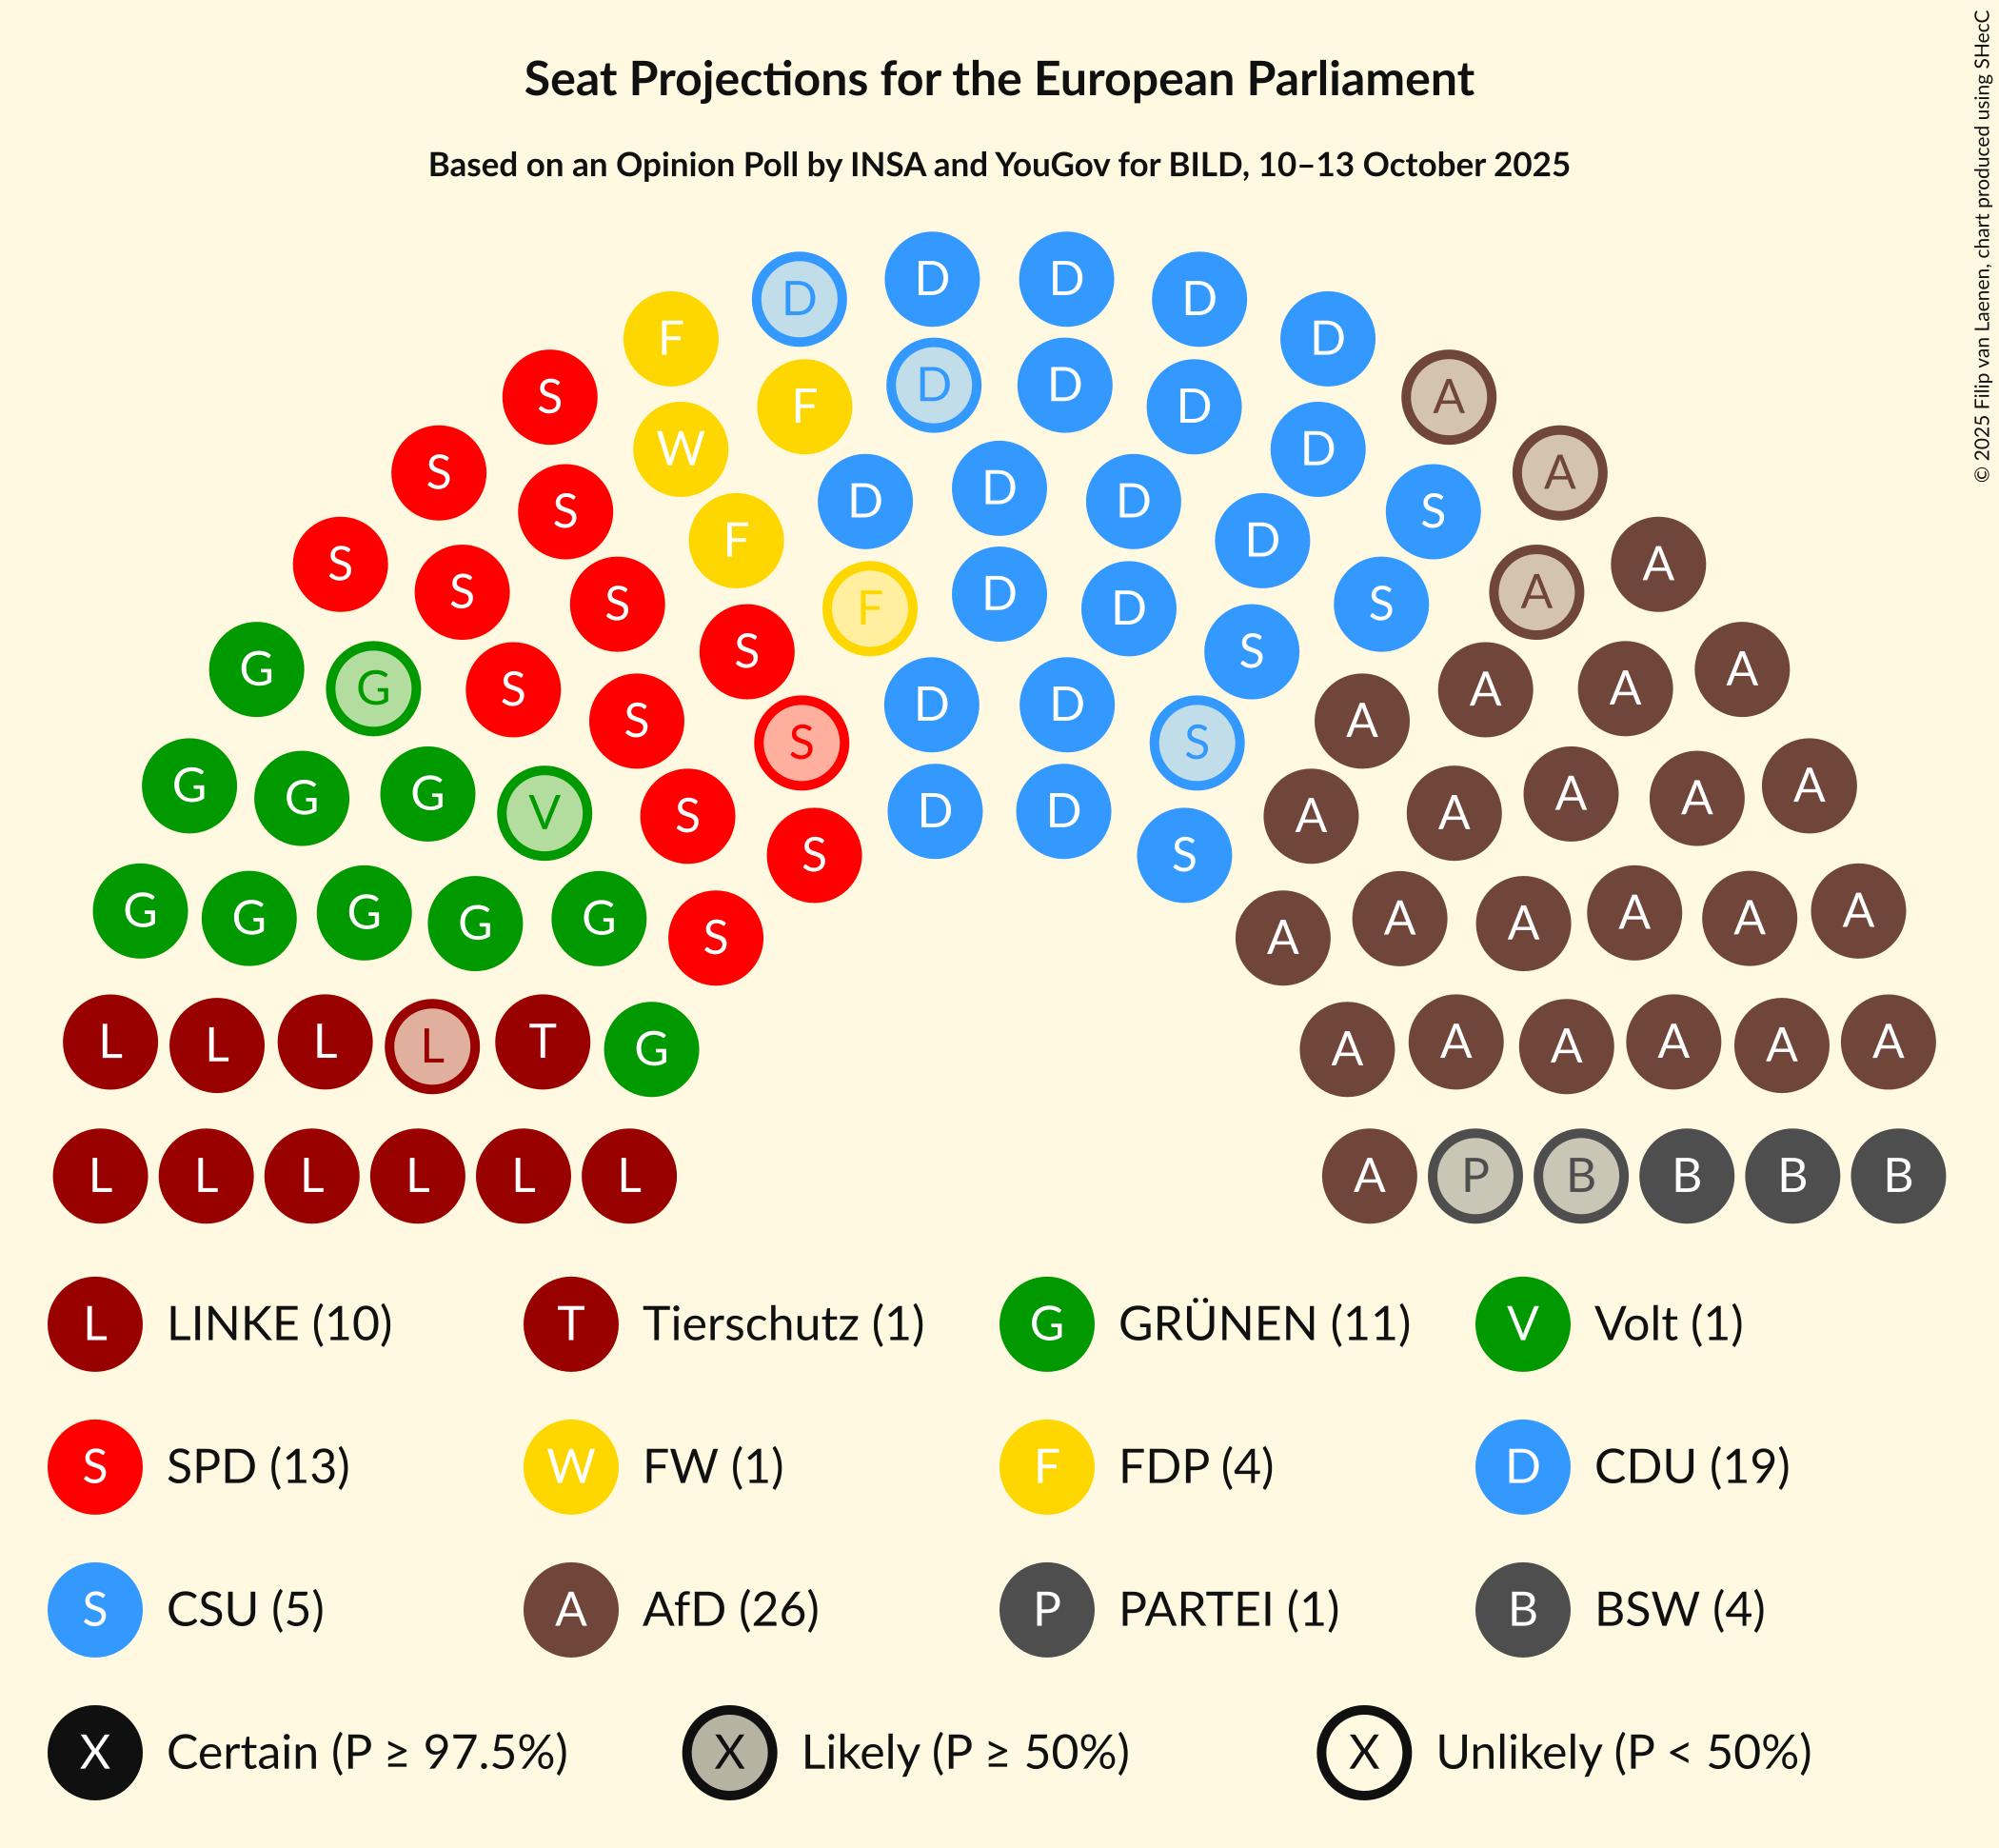 Seat Projections for the European Parliament
Based on an Opinion Poll by INSA and YouGov for BILD, 10–13 October 2025
© 2025 Filip van Laenen, chart produced using SHecC
D D
D D
F D
D D
S F D A
W D
S A
D
D D
S S F D S A
S A
S S D D S
S S A
G G S A A A
S A
S D D S
G G G V S A A A A A
D D
S S
G G G G G S A A A A A A
L L L L T G A A A A A A
L L L L L L A P B B B B
L LINKE (10) T Tierschutz (1) G GRÜNEN (11) V Volt (1)
S SPD (13) W FW (1) F FDP (4) D CDU (19)
S CSU (5) A AfD (26) P PARTEI (1) B BSW (4)
X Certain (P ≥ 97.5%) X Likely (P ≥ 50%) X Unlikely (P < 50%)